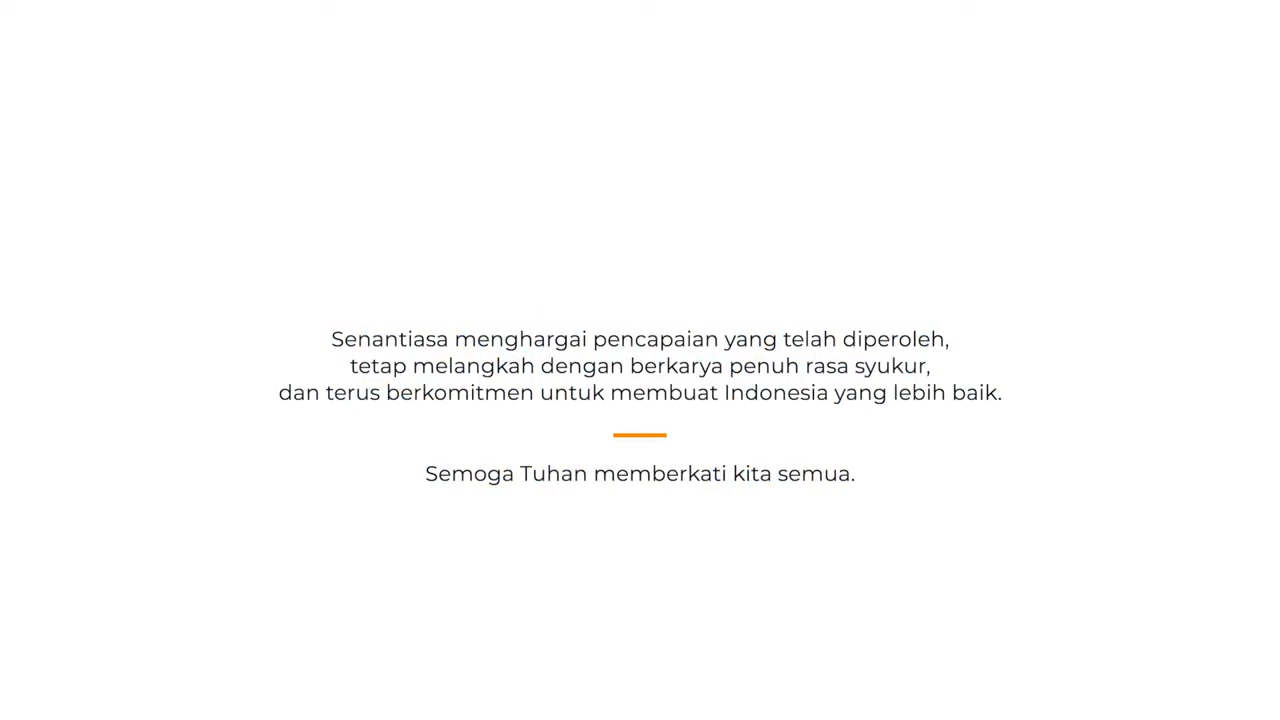 Senantiasa menghargai pencapaian yang telah diperoleh,
tetap melangkah dengan berkarya penuh rasa syukur,
dan terus berkomitmen untuk membuat Indonesia yang lebih baik.
Semoga Tuhan memberkati kita semua.